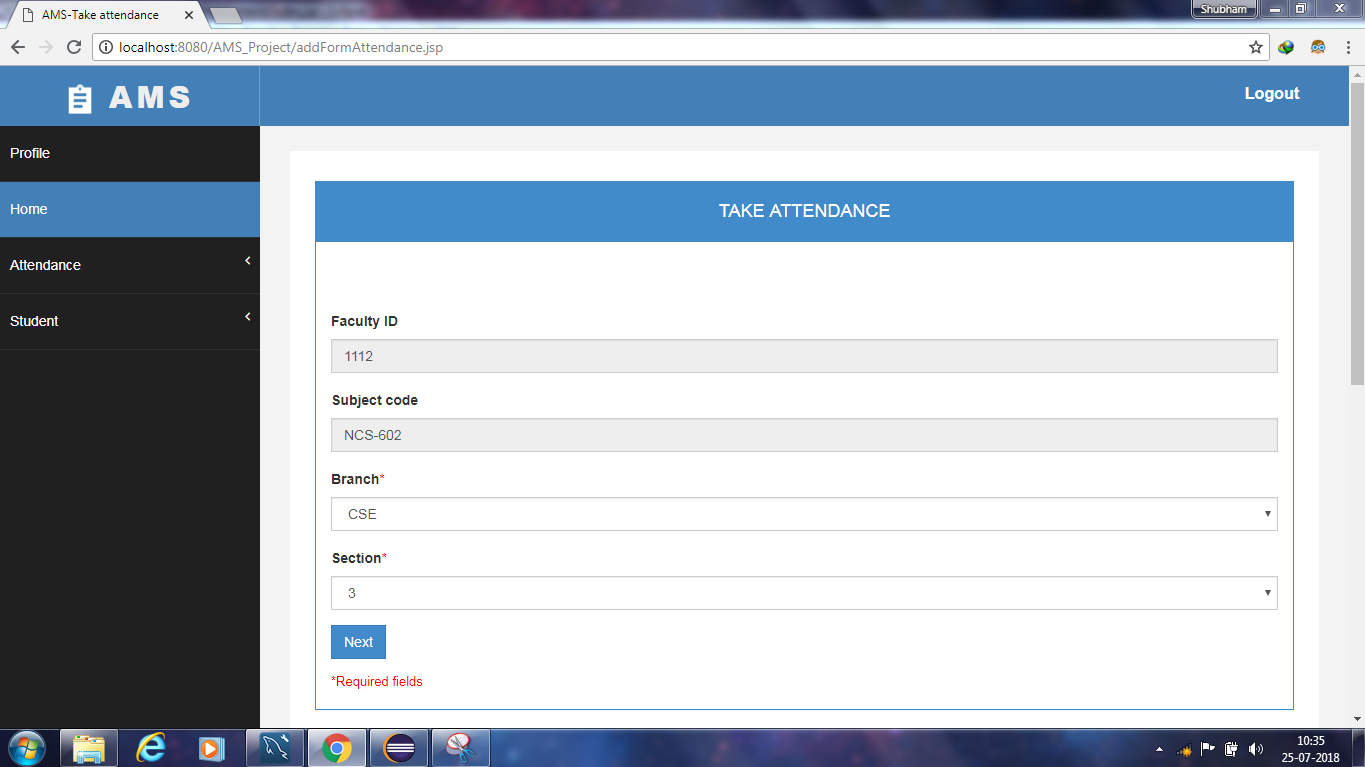 AMS-Take attendance
Shubham
localhost:8080/AMS_Project/addFormAttendance.jsp
AMS
Logout
Profile
Home
Attendance
Student
TAKE ATTENDANCE
Faculty ID
1112
Subject code
NCS-602
Branch*
CSE
Section*
3
Next
*Required fields
10:35
25-07-2018